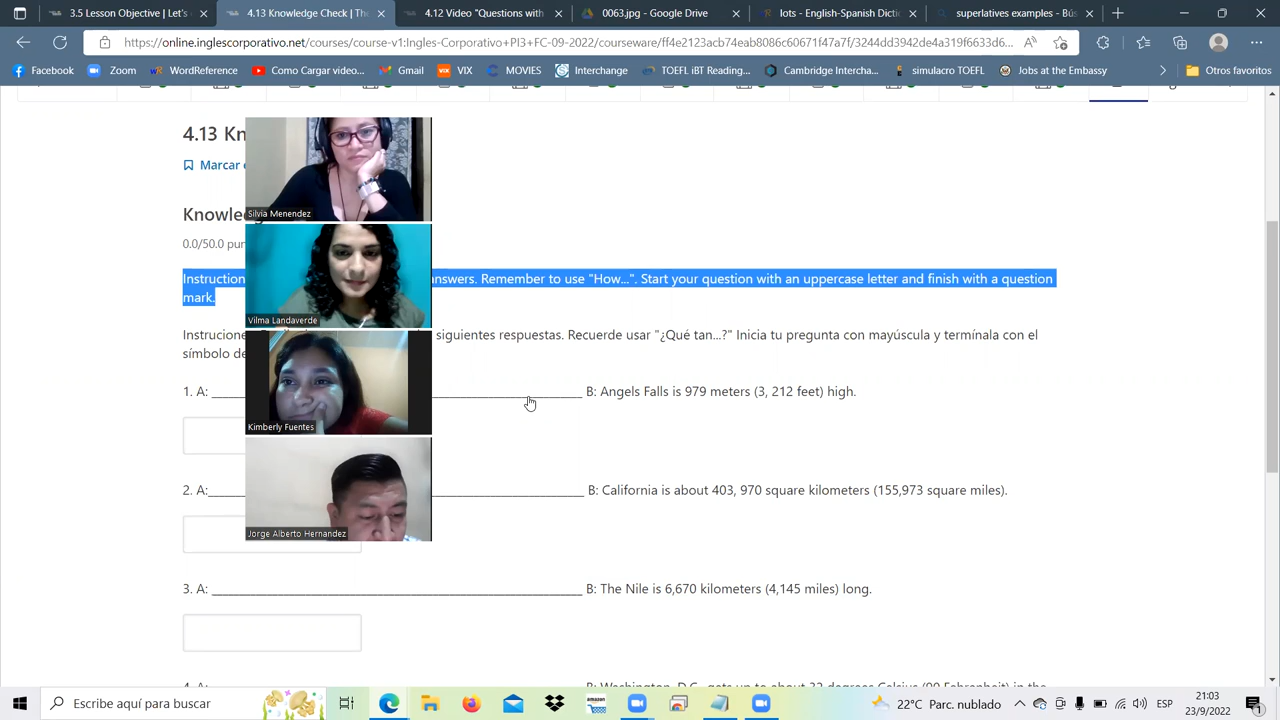 3.5 Lesson Objective | Let's
4.13 Knowledge
4.12 Video "Questions with
0063.jpg - Google Drive
lots - English-Spanish Dictio
superlatives examples - Bús
https://online.inglescorporativo.net/courses/course-v1:Ingles-Corporativo+PI3+FC-09-2022/courseware/ff4e2123acb74eab8086c60671f47a7f/3244dd3942de4a319f6633d6...
Facebook
Zoom
WordReference
Como Cargar video...
Gmail
VIX
MOVIES
Interchange
TOEFL iBT Reading...
Cambridge Intercha...
simulacro TOEFL
Jobs at the Embassy
Otros favoritos
4.13 Kn
Marcar
Knowle
0.0/50.0 pun
Instruction answers. Remember to use "How...". Start your question with an uppercase letter and finish with a question
mark.
Instrucione siguientes respuestas. Recuerde usar "¿Qué tan...?" Inicia tu pregunta con mayúscula y termínala con el
símbolo de
1. A: B: Angels Falls is 979 meters (3, 212 feet) high.
2. A: B: California is about 403, 970 square kilometers (155,973 square miles).
3. A: B: The Nile is 6,670 kilometers (4,145 miles) long.
Silvia Menendez
Vilma Landaverde
Kimberly Fuentes
Jorge Alberto Hernandez
Escribe aquí para buscar
22°C Parc. nublado
ESP
21:03
23/9/2022